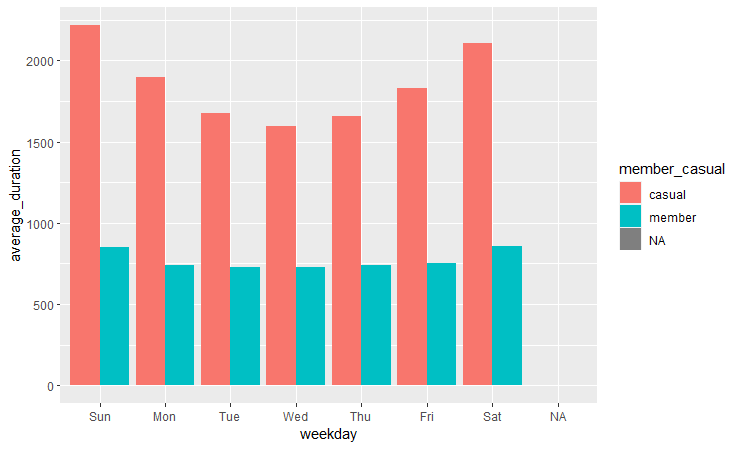 2000
1500
1000
500
0
average_duration
Sun Mon Tue Wed Thu Fri Sat NA
weekday
member_casual
casual
member
NA